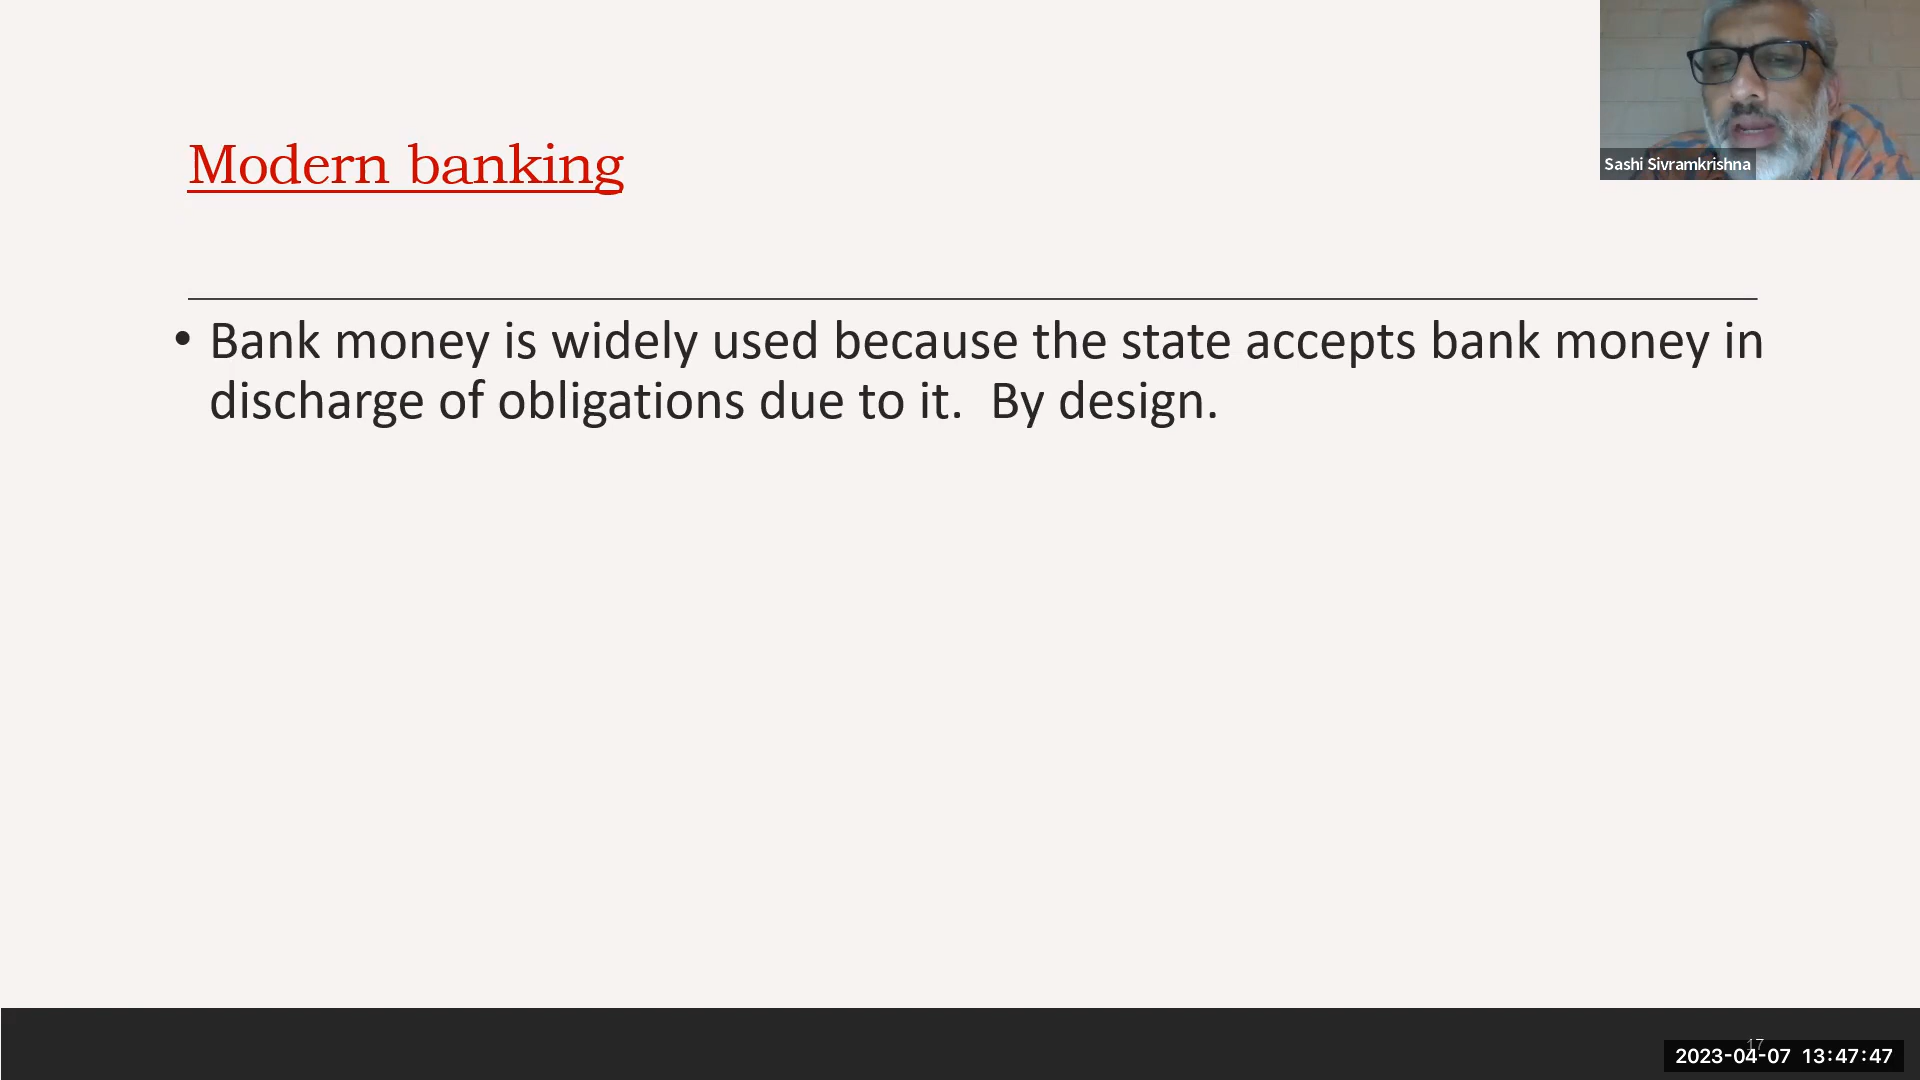 Modern banking
Sashi Sivramkrishna
• Bank money is widely used because the state accepts bank money in
discharge of obligations due to it.  By design.
17
2023-04-07 13:47:47